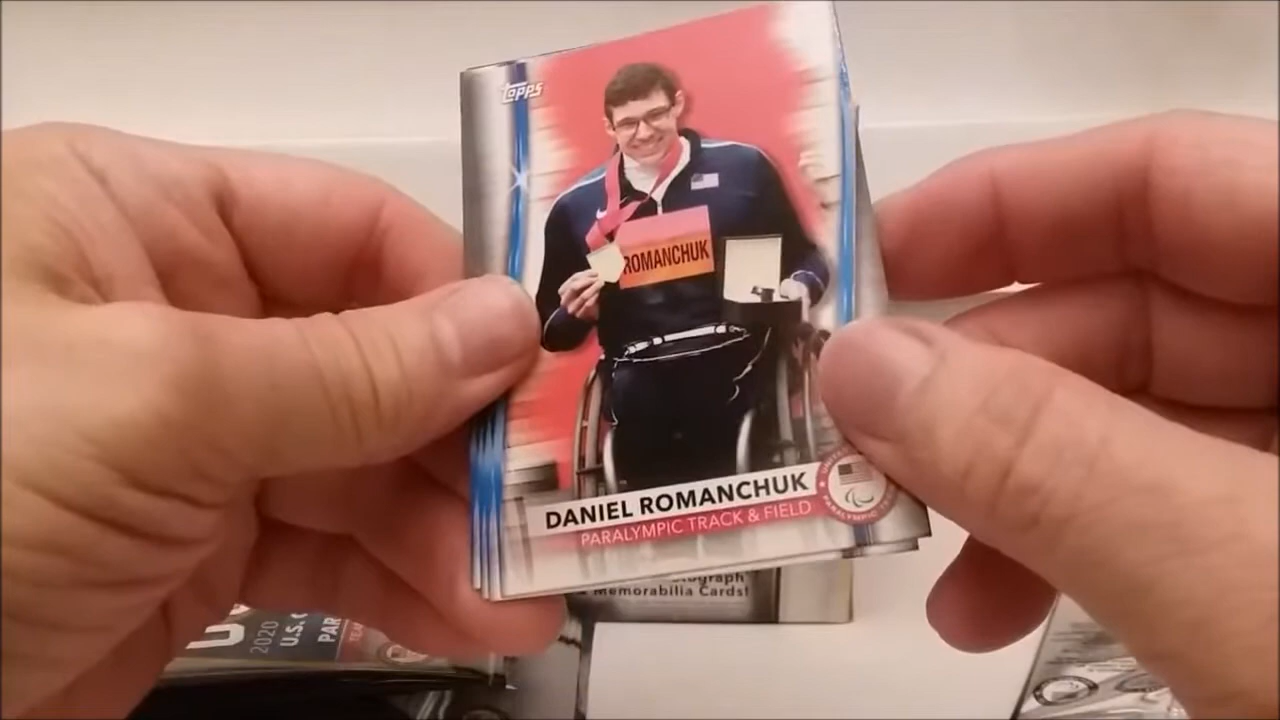 topps
ROMANCHUK
DANIEL ROMANCHUK
PARALYMPIC TRACK & FIELD
Memorabilia Cards!
2020
U.S.
PAR